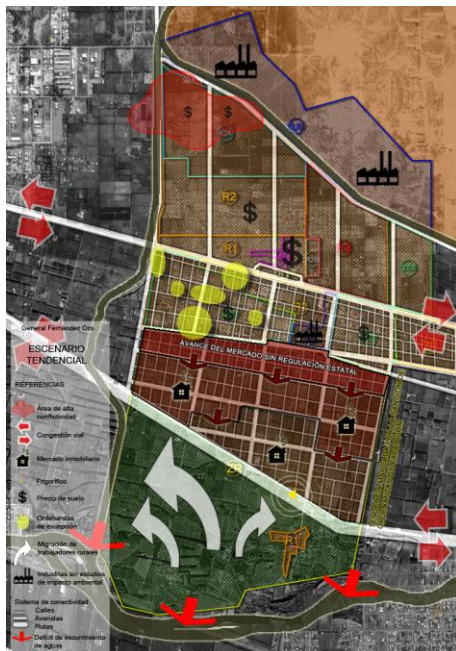 $
$
R2
$
R1
$
$
$
AVANCE DEL MERCADO SIN REGULACIÓN ESTATAL
General Fernández Oro
ESCENARIO
TENDENCIAL
REFERENCIAS
Área de alta
conflictividad
Congestión vial
Mercado inmobiliario
Frigorífico
$ Precio de suelo
Ordenanzas
de excepción
Migración de
trabajadores rurales
Industrias sin estudios
de impacto ambiental
Sistema de conectividad
Calles
Avenidas
Rutas
Deficit de escurrimiento
de aguas